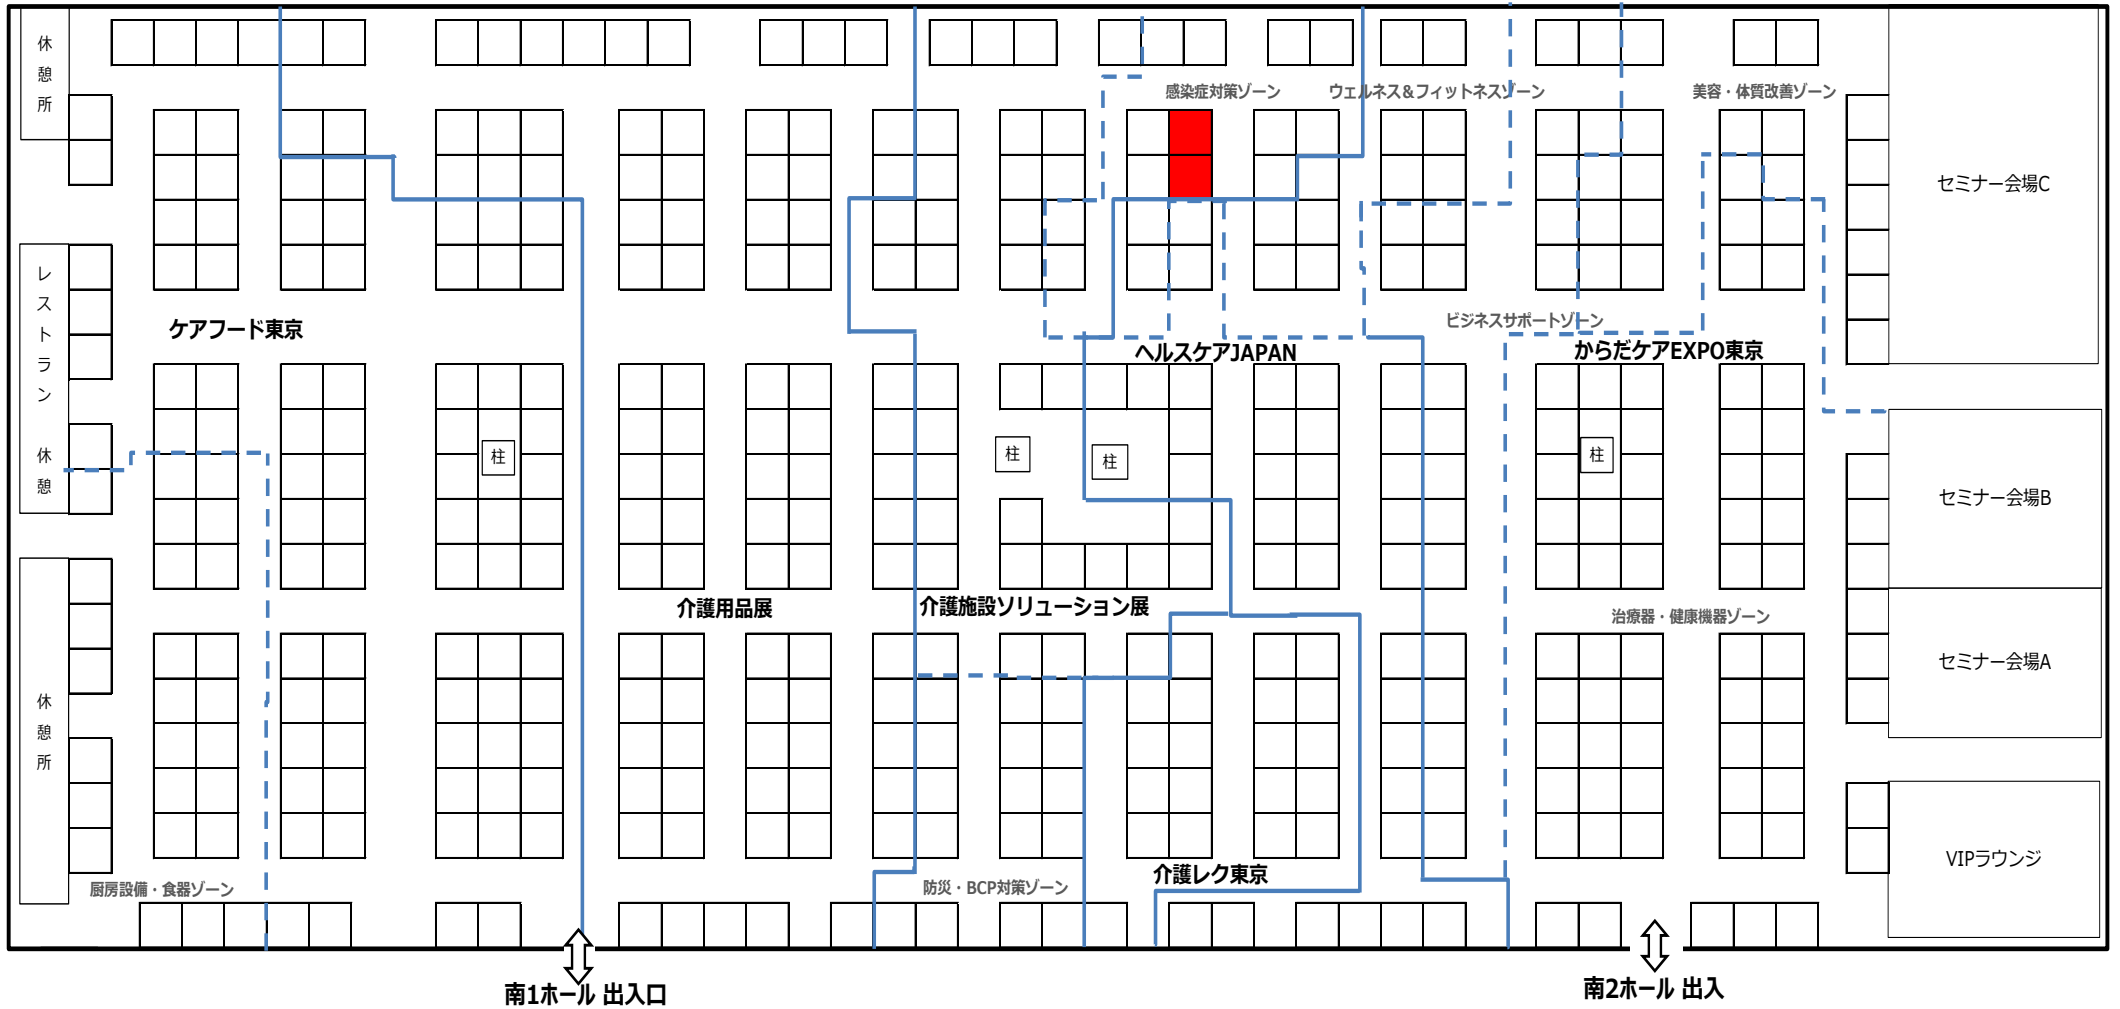 休憩所
感染症対策ゾーン
ウェルネス&フィットネスゾーン
美容・体質改善ゾーン
セミナー会場C
レストラン 休憩
ケアフード東京
ビジネスサポートゾーン
ヘルスケアJAPAN
からだケアEXPO東京
柱
柱
柱
柱
セミナー会場B
介護用品展
介護施設ソリューション展
治療器・健康機器ゾーン
セミナー会場A
休憩所
介護レク東京
VIPラウンジ
厨房設備・食器ゾーン
防災・BCP対策ゾーン
南1ホール 出入口
南2ホール 出入